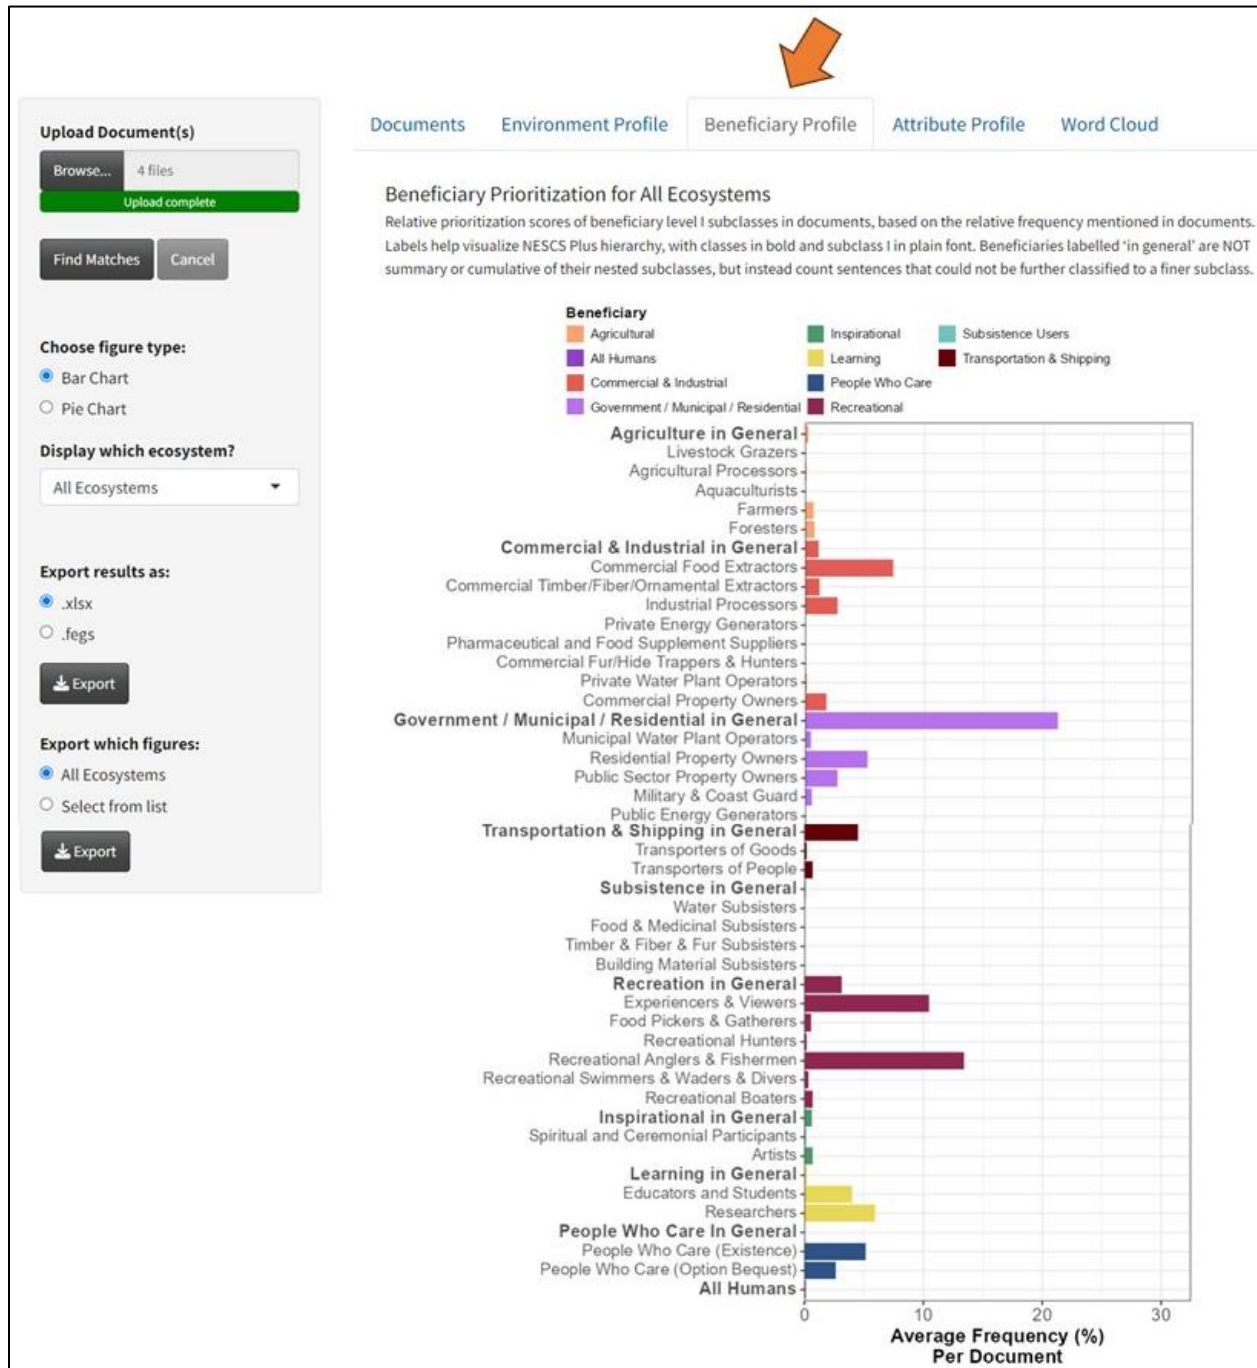 Upload Document(s)
Browse... 4 files
Upload complete
Find Matches Cancel
Choose figure type:
Bar Chart
Pie Chart
Display which ecosystem?
All Ecosystems
Export results as:
.xlsx
.fegs
Export
Export which figures:
All Ecosystems
Select from list
Export
Documents Environment Profile Beneficiary Profile Attribute Profile Word Cloud
Beneficiary Prioritization for All Ecosystems
Relative prioritization scores of beneficiary level I subclasses in documents, based on the relative frequency mentioned in documents.
Labels help visualize NESCS Plus hierarchy, with classes in bold and subclass I in plain font. Beneficiaries labelled 'in general' are NOT
summary or cumulative of their nested subclasses, but instead count sentences that could not be further classified to a finer subclass.
Beneficiary
Agricultural Inspirational Subsistence Users
All Humans Learning Transportation & Shipping
Commercial & Industrial People Who Care
Government / Municipal / Residential Recreational
Agriculture in General
Livestock Grazers
Agricultural Processors
Aquaculturists
Farmers
Foresters
Commercial & Industrial in General
Commercial Food Extractors
Commercial Timber/Fiber/Ornamental Extractors
Industrial Processors
Private Energy Generators
Pharmaceutical and Food Supplement Suppliers
Commercial Fur/Hide Trappers & Hunters
Private Water Plant Operators
Commercial Property Owners
Government / Municipal / Residential in General
Municipal Water Plant Operators
Residential Property Owners
Public Sector Property Owners
Military & Coast Guard
Public Energy Generators
Transportation & Shipping in General
Transporters of Goods
Transporters of People
Subsistence in General
Water Subsisters
Food & Medicinal Subsisters
Timber & Fiber & Fur Subsisters
Building Material Subsisters
Recreation in General
Experiencers & Viewers
Food Pickers & Gatherers
Recreational Hunters
Recreational Anglers & Fishermen
Recreational Swimmers & Waders & Divers
Recreational Boaters
Inspirational in General
Spiritual and Ceremonial Participants
Artists
Learning in General
Educators and Students
Researchers
People Who Care In General
People Who Care (Existence)
People Who Care (Option Bequest)
All Humans
0 10 20 30
Average Frequency (%)
Per Document